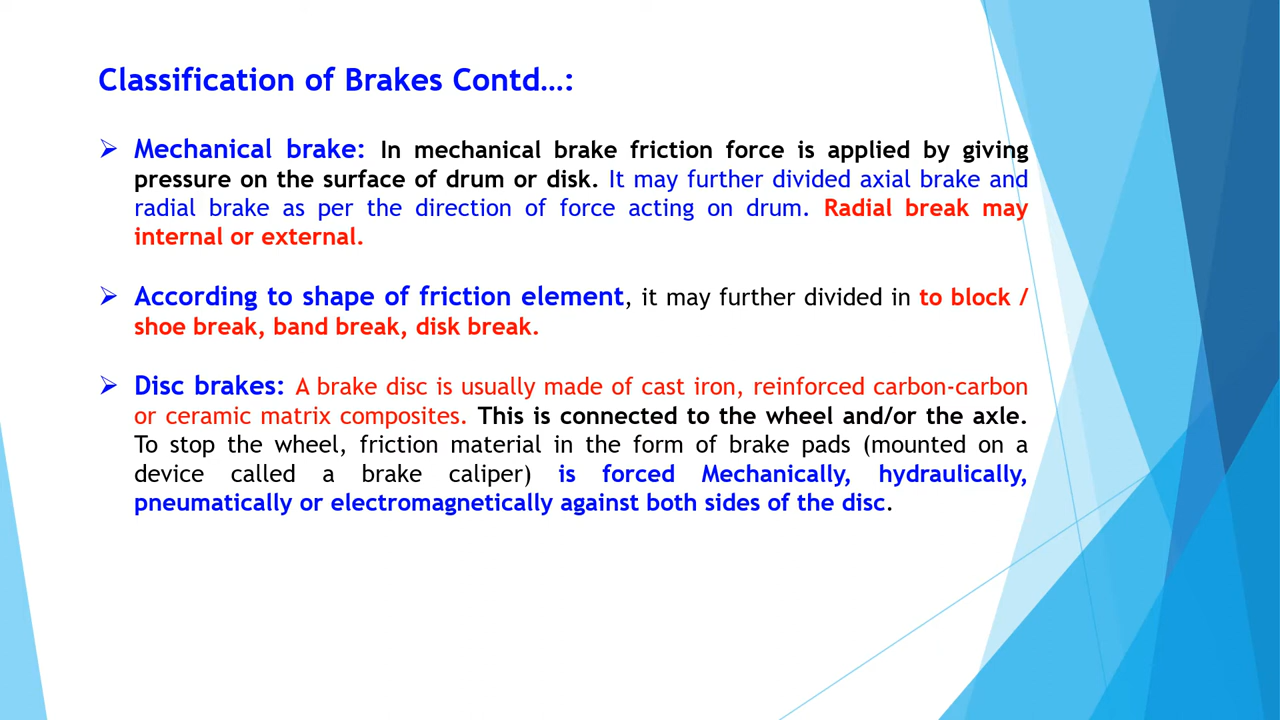 Classification of Brakes Contd…:
➢ Mechanical brake: In mechanical brake friction force is applied by giving
pressure on the surface of drum or disk. It may further divided axial brake and
radial brake as per the direction of force acting on drum. Radial break may
internal or external.
➢ According to shape of friction element, it may further divided in to block /
shoe break, band break, disk break.
➢ Disc brakes: A brake disc is usually made of cast iron, reinforced carbon-carbon
or ceramic matrix composites. This is connected to the wheel and/or the axle.
To stop the wheel, friction material in the form of brake pads (mounted on a
device called a brake caliper) is forced Mechanically, hydraulically,
pneumatically or electromagnetically against both sides of the disc.